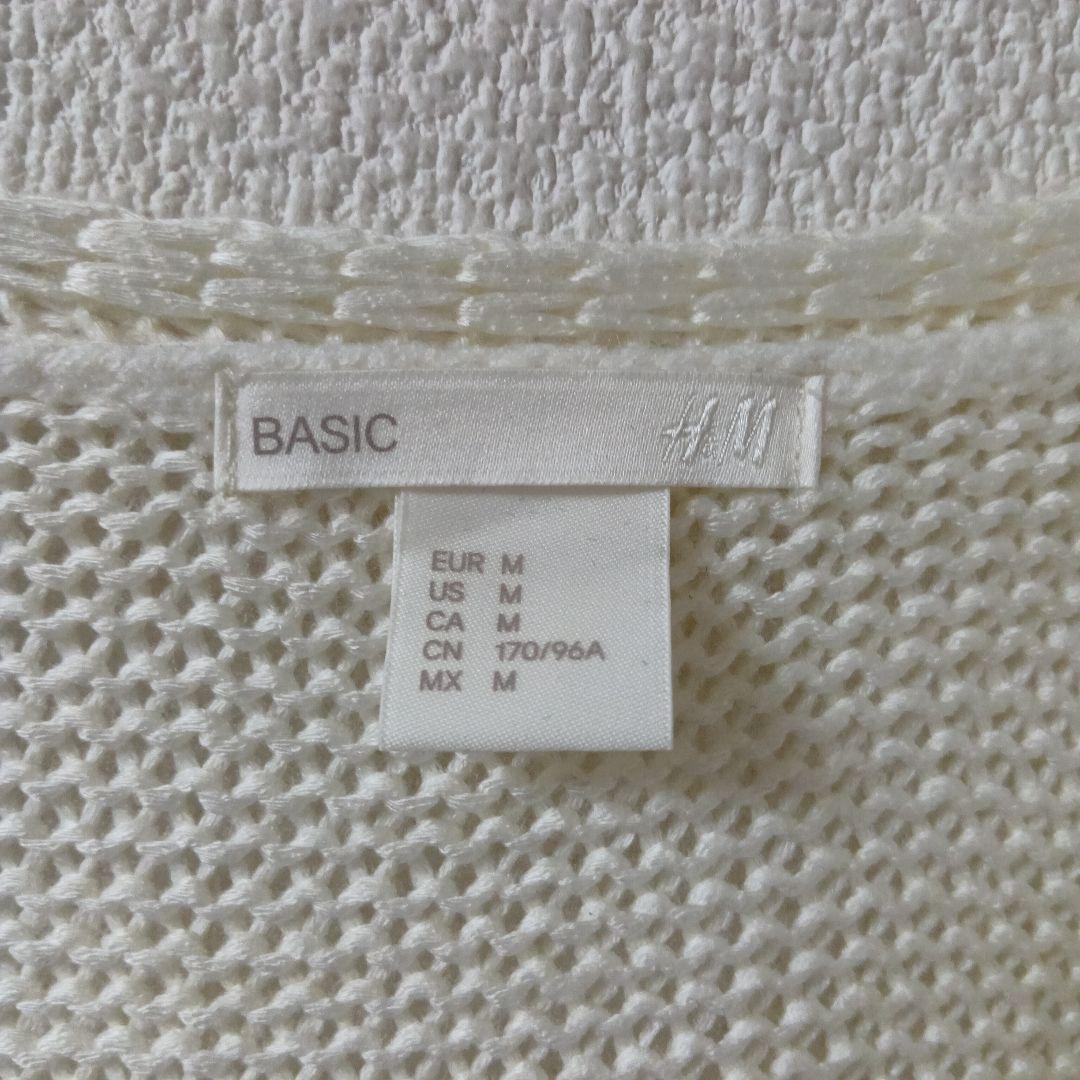 BASIC H&M
EUR M
US M
CA M
CN 170/96A
MX M